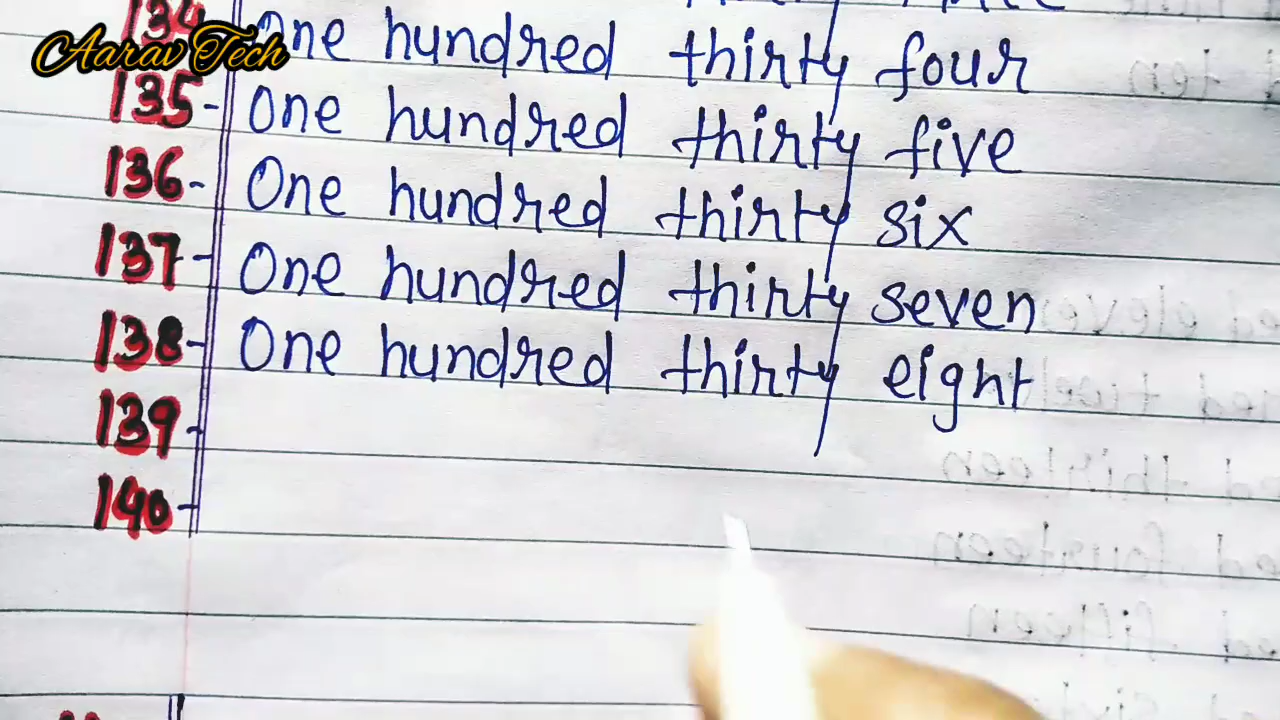 134 One hundred thirty four
Aarav Tech
135- One hundred thirty five
136- One hundred thirty six
137- One hundred thirty seven
138- One hundred thirty eight
139-
140-